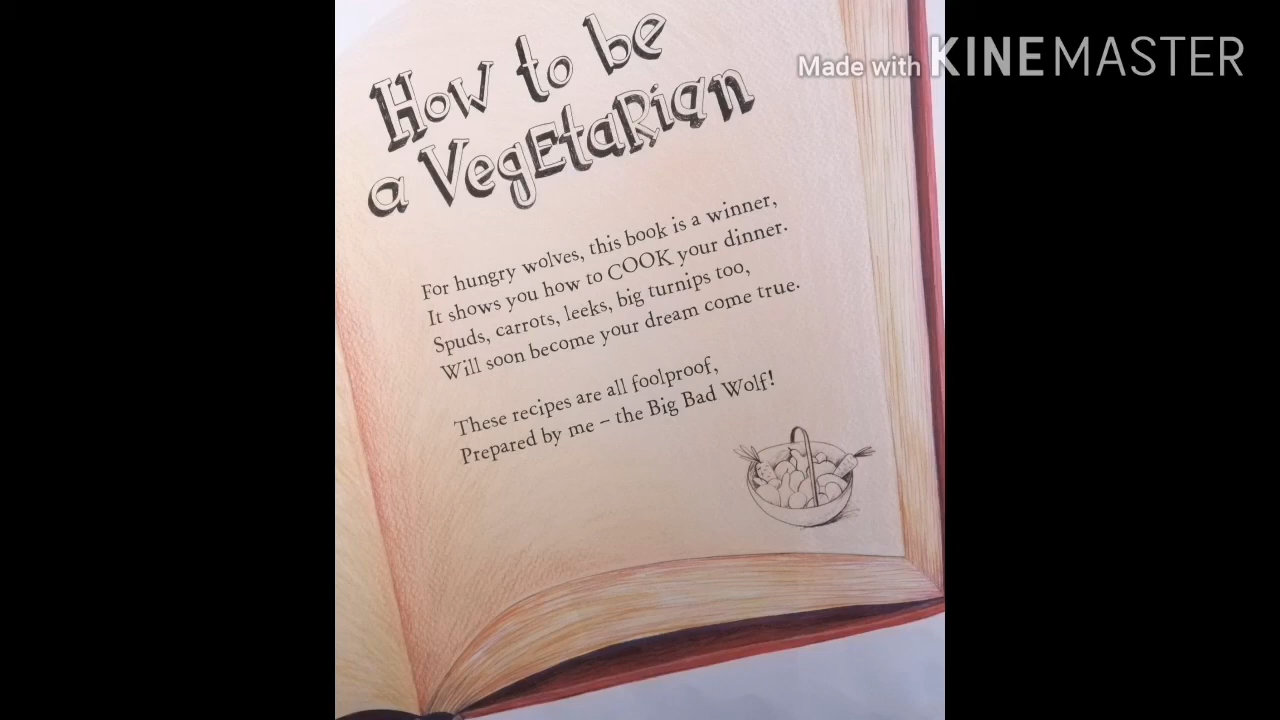 Made with KINEMASTER
How to be
a VegEtaRian
For hungry wolves, this book is a winner,
It shows you how to COOK your dinner.
Spuds, carrots, leeks, big turnips too,
Will soon become your dream come true.
These recipes are all foolproof,
Prepared by me – the Big Bad Wolf!